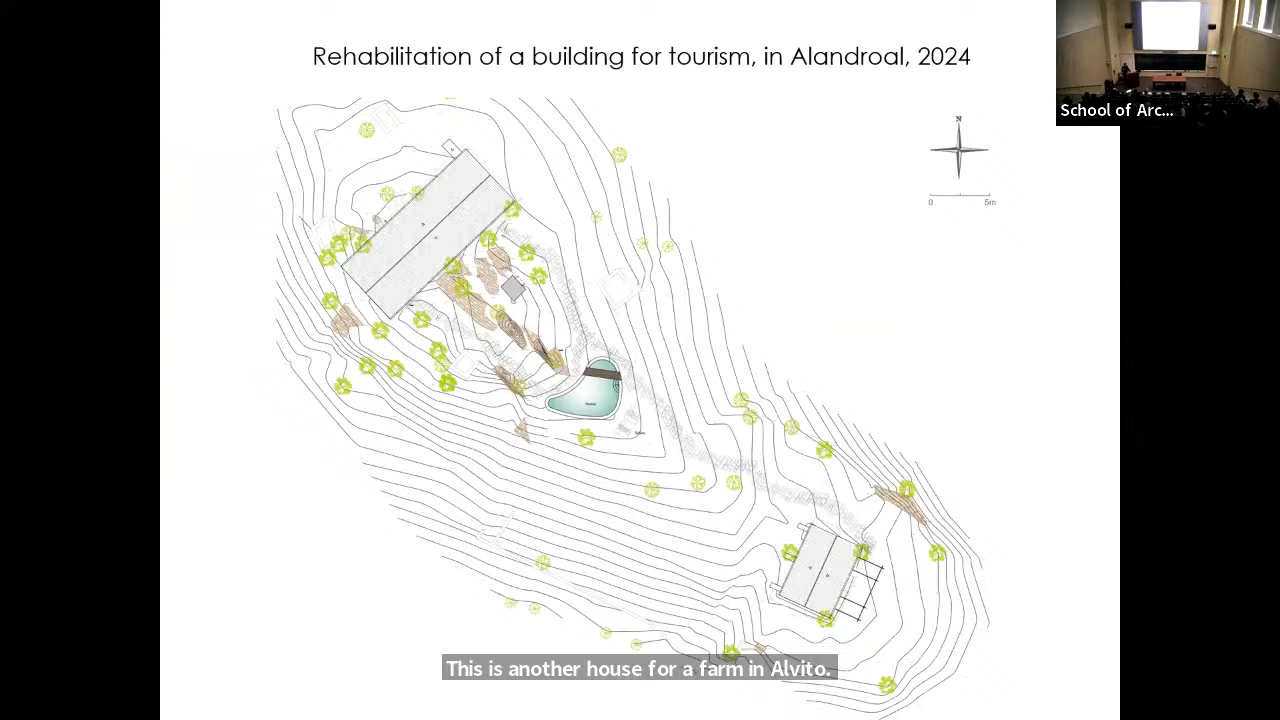 Rehabilitation of a building for tourism, in Alandroal, 2024
School of Arc...
N
0 5m
This is another house for a farm in Alvito.